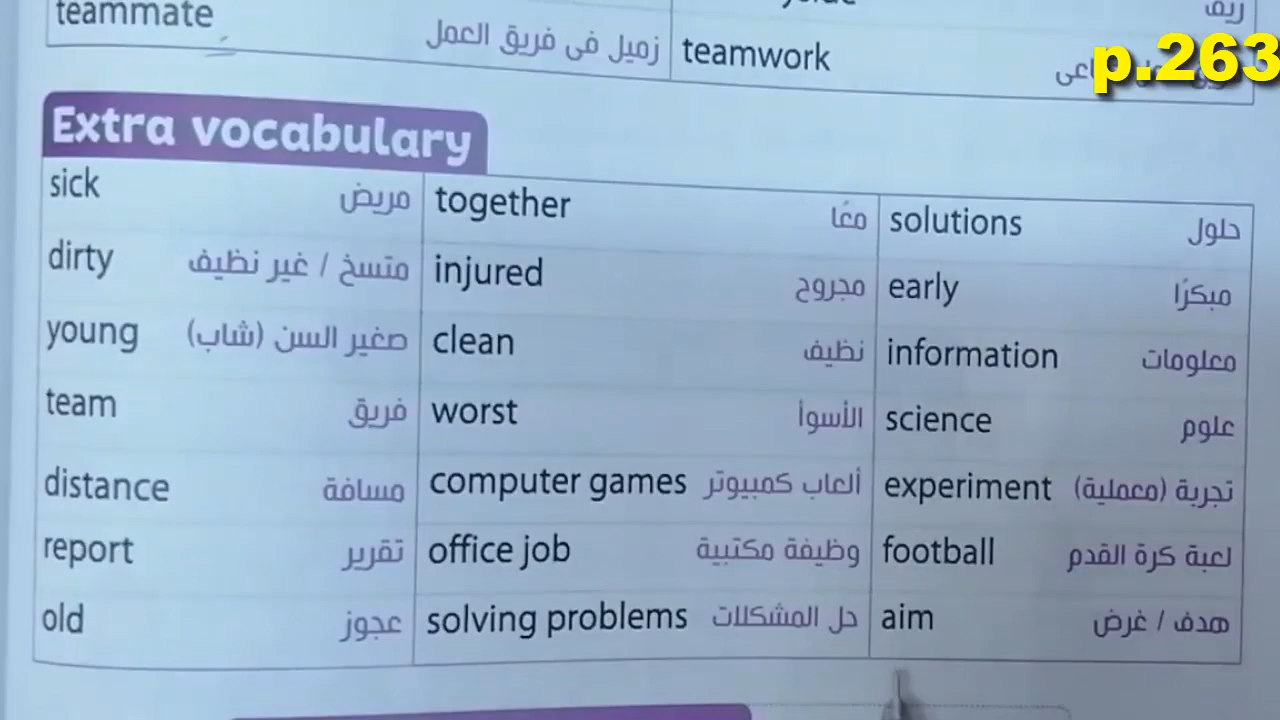 teammate زميل في فريق العمل
teamwork
p.263
Extra vocabulary
sick مريض together معًا solutions حلول
dirty متسخ / غير نظيف injured مجروح early مبكرًا
young صغير السن (شاب) clean نظيف information معلومات
team فريق worst الأسوأ science علوم
distance مسافة computer games ألعاب كمبيوتر experiment تجربة (معملية)
report تقرير office job وظيفة مكتبية football لعبة كرة القدم
old عجوز solving problems حل المشكلات aim هدف / غرض